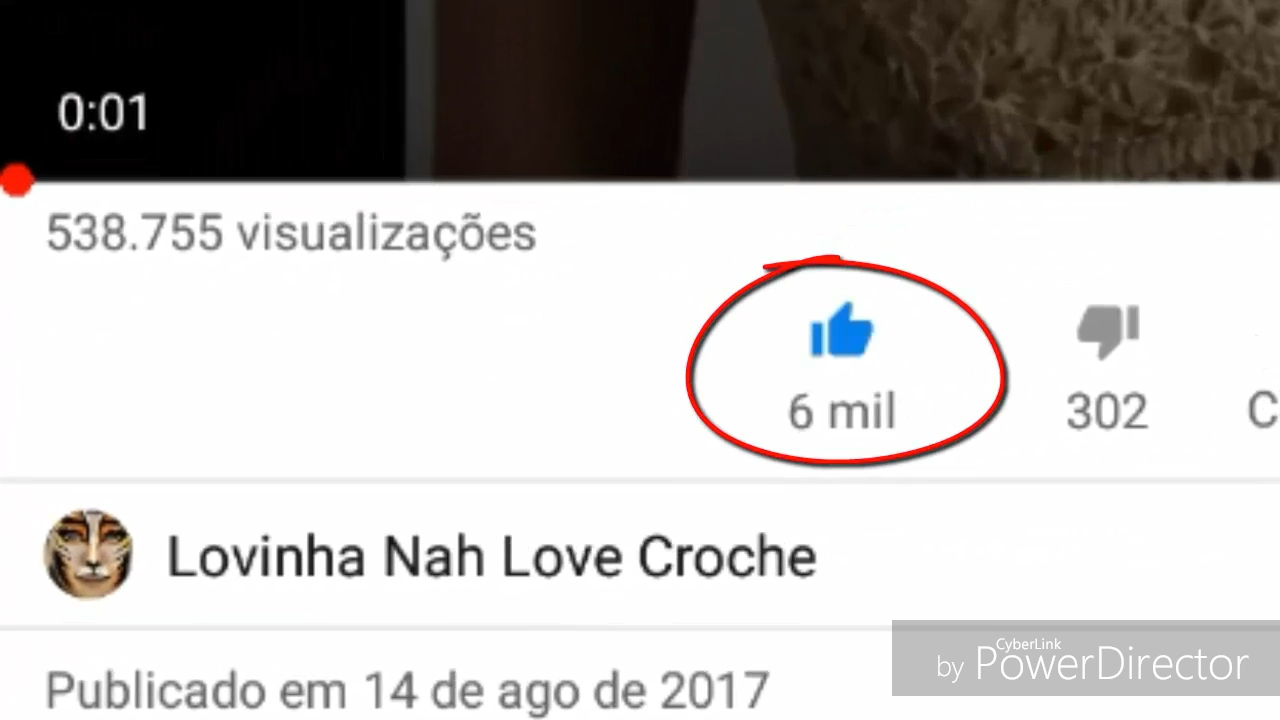 0:01
538.755 visualizações
6 mil
302
C
Lovinha Nah Love Croche
Publicado em 14 de ago de 2017
CyberLink
by PowerDirector